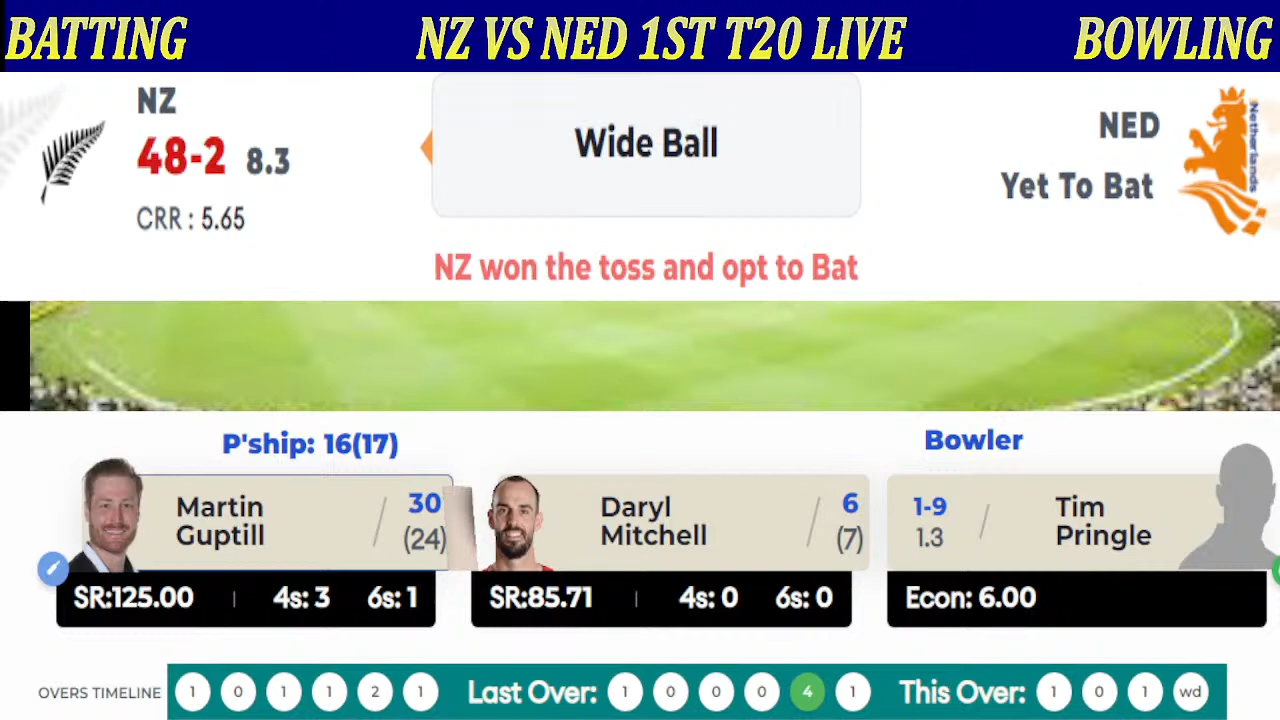 BATTING NZ VS NED 1ST T20 LIVE BOWLING
NZ
48-2 8.3
CRR : 5.65
Wide Ball
NED
Yet To Bat
Netherlands
NZ won the toss and opt to Bat
P'ship: 16(17)
Bowler
Martin
Guptill
30
(24)
Daryl
Mitchell
6
(7)
1-9
1.3
Tim
Pringle
SR:125.00 | 4s: 3 6s: 1
SR:85.71 | 4s: 0 6s: 0
Econ: 6.00
OVERS TIMELINE 1 0 1 1 2 1 Last Over: 1 0 0 0 4 1 This Over: 1 0 1 wd